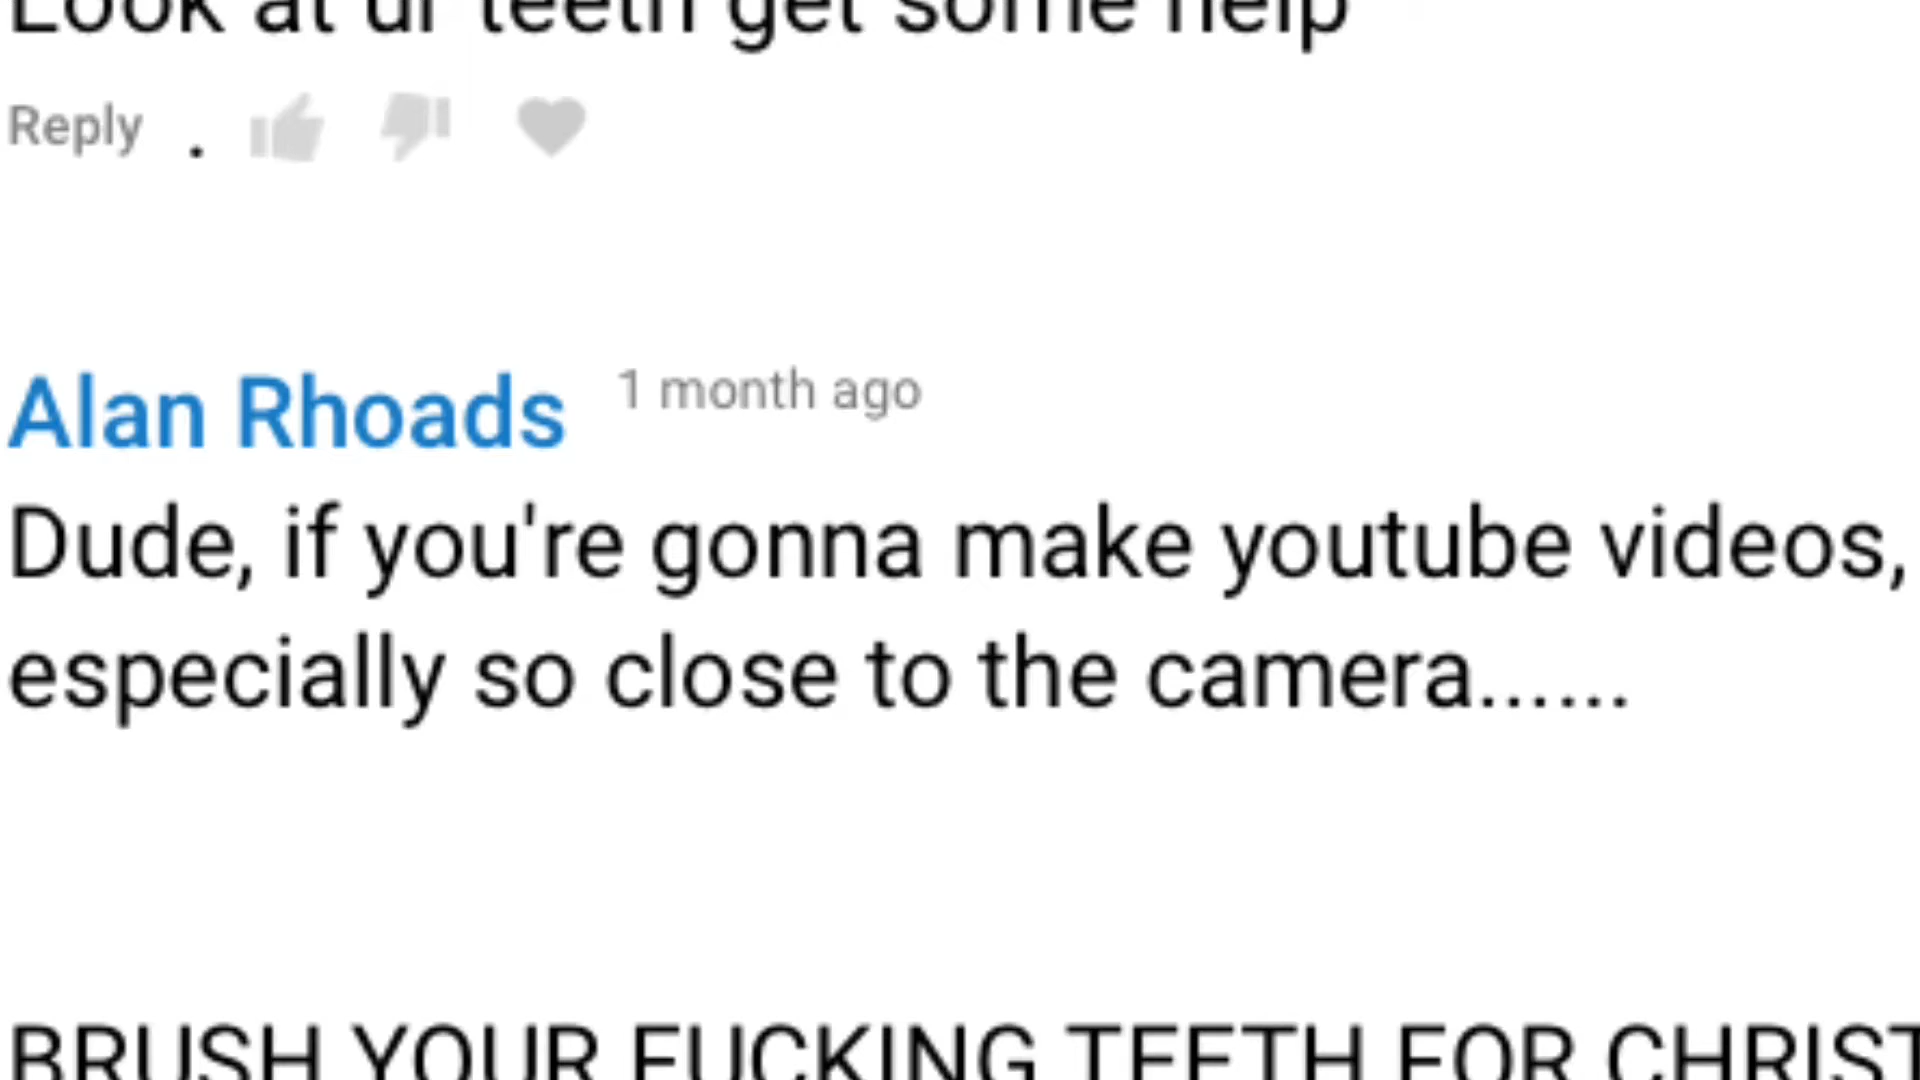 Look at ur teeth get some help
Reply .
Alan Rhoads 1 month ago
Dude, if you're gonna make youtube videos,
especially so close to the camera......
BRUSH YOUR FUCKING TEETH FOR CHRIST